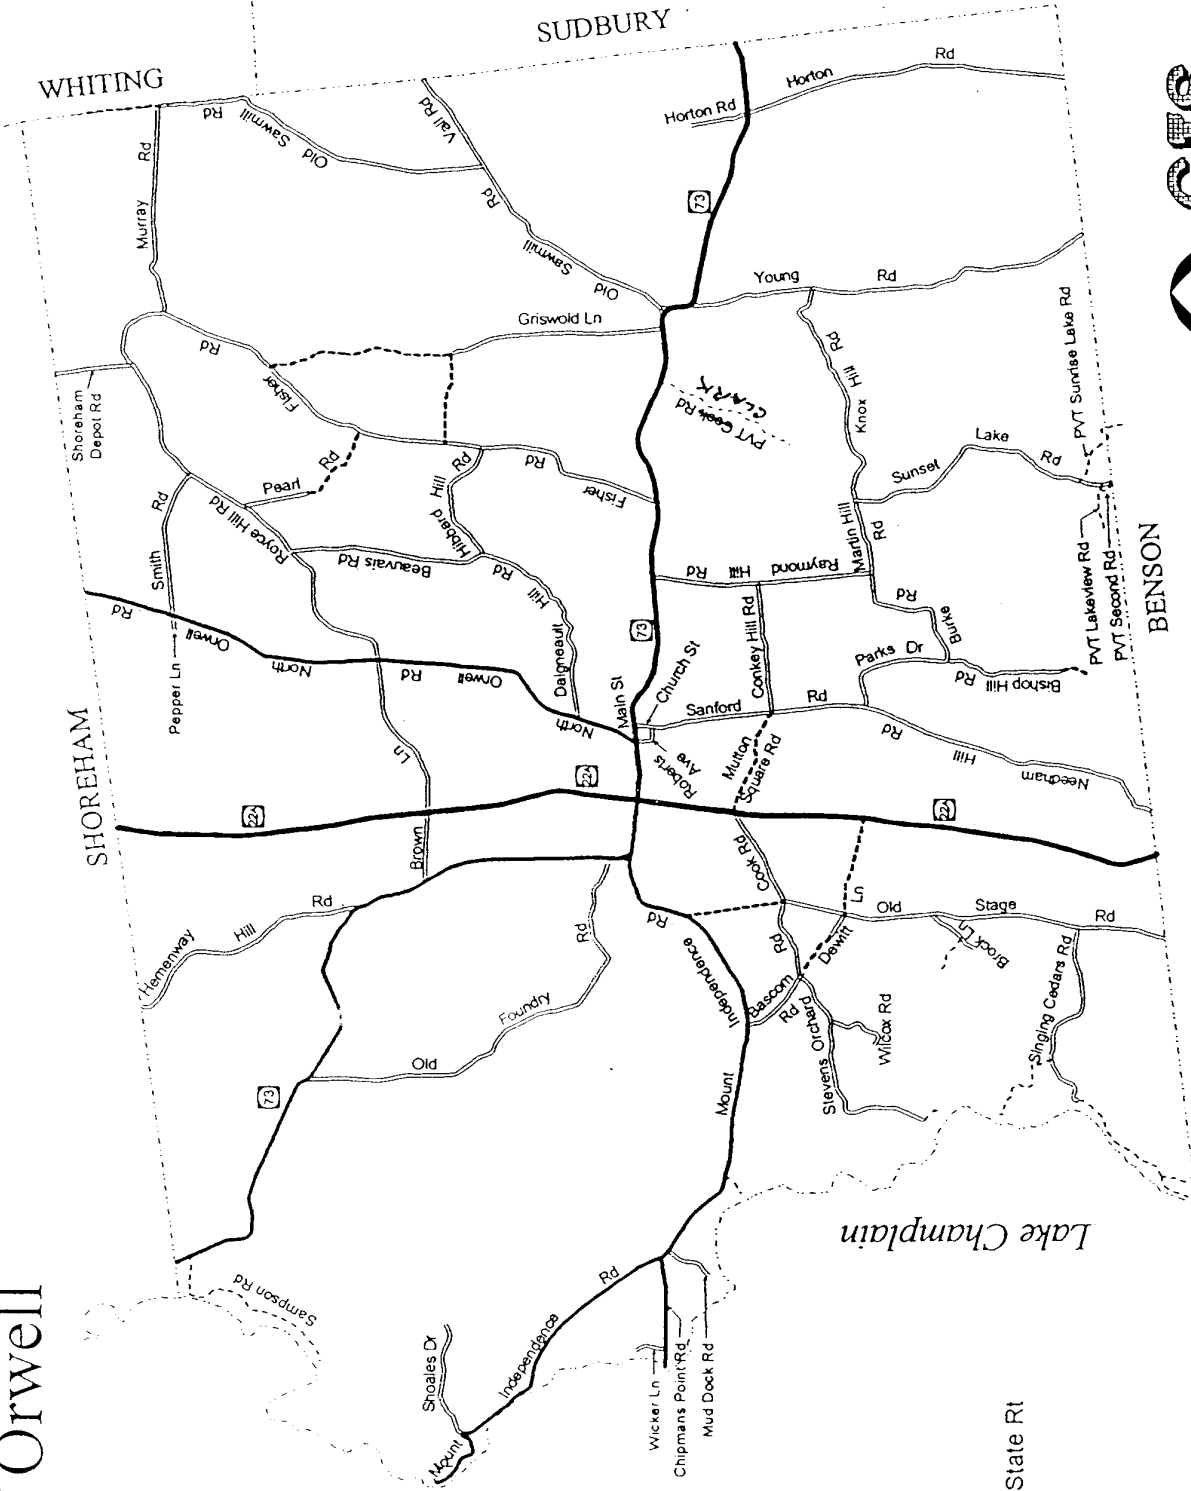 Orwell
WHITING
SUDBURY
SHOREHAM
BENSON
Lake Champlain
State Rt
Horton Rd
Horton Rd
73
Murray Rd
Old Sawmill Rd
Vail Rd
Old Sawmill Rd
Griswold Ln
Young Rd
Shoreham
Depot Rd
Fisher Rd
Pearl Rd
Royce Hill Rd
Smith Rd
Pepper Ln
Hibbard Hill Rd
Fisher Rd
Beauvais Rd
Daigneault Hill Rd
North Orwell Rd
North Orwell Rd
PVT Cook Rd
CLARK
Knox Hill Rd
Sunset Lake Rd
PVT Sunrise Lake Rd
PVT Lakeview Rd
PVT Second Rd
Martin Hill
Rd
Raymond Hill Rd
Conkey Hill Rd
Burke Rd
Parks Dr
Bishop Hill Rd
73
Main St
Church St
Roberts
Ave
Sanford Rd
Mutton
Square Rd
Needham Hill Rd
22A
22A
22A
Brown Ln
Hemenway Hill Rd
Old Foundry Rd
73
Cook Rd
Old Stage Rd
Dewitt Ln
Brock Ln
Bascom Rd
Rd
Stevens Orchard
Wilcox Rd
Singing Cedars Rd
Mount Independence Rd
Mount Independence Rd
Sampson Rd
Shoales Dr
Wicker Ln
Chipmans Point Rd
Mud Dock Rd